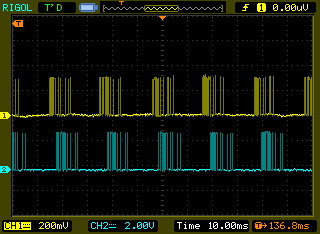 RIGOL T'D T 1 0.00uV
T
1
2
CH1 200mV CH2 2.00V Time 10.00ms T→136.8ms